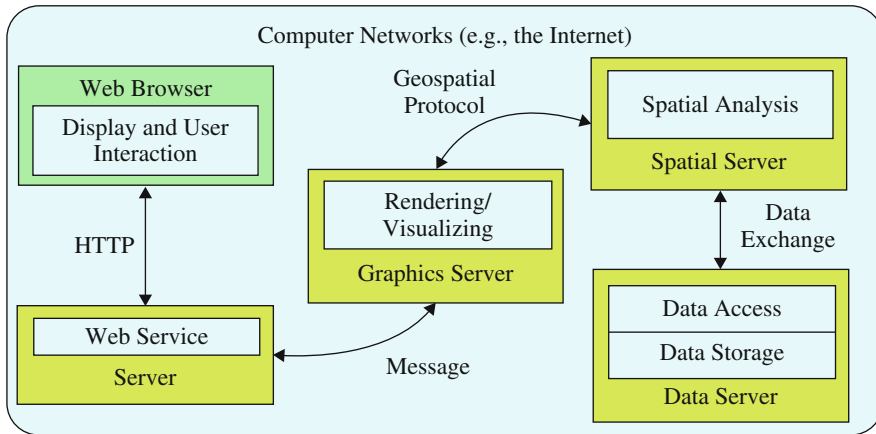 Computer Networks (e.g., the Internet)
Web Browser
Display and User
Interaction
HTTP
Web Service
Server
Geospatial
Protocol
Rendering/
Visualizing
Graphics Server
Message
Spatial Analysis
Spatial Server
Data
Exchange
Data Access
Data Storage
Data Server